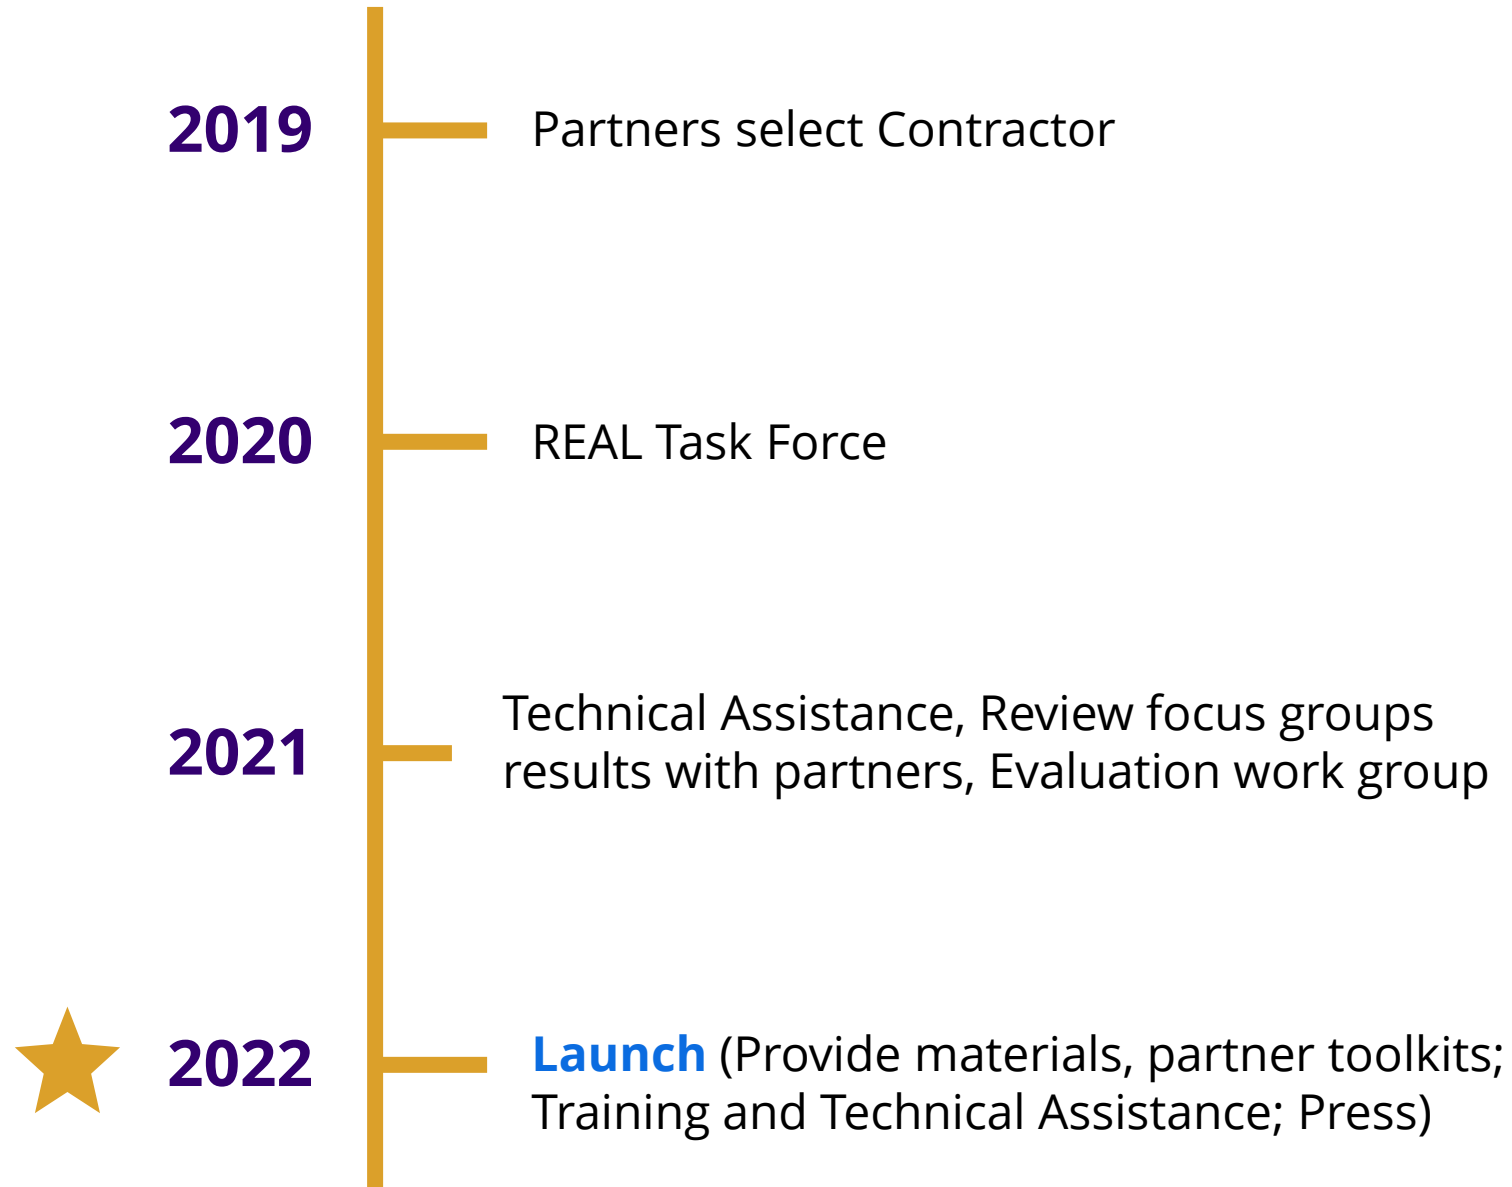 2019
Partners select Contractor
2020
REAL Task Force
2021
Technical Assistance, Review focus groups
results with partners, Evaluation work group
2022
Launch (Provide materials, partner toolkits;
Training and Technical Assistance; Press)